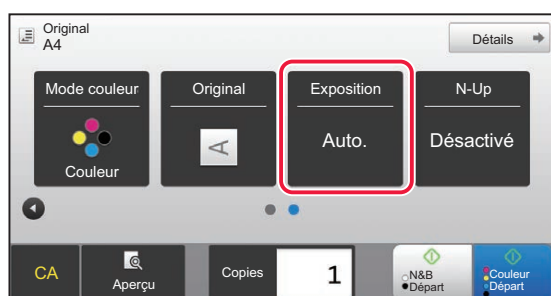 Original
A4
Détails
Mode couleur
Couleur
Original
A
Exposition
Auto.
N-Up
Désactivé
CA
Aperçu
Copies
1
N&B
Départ
Couleur
Départ